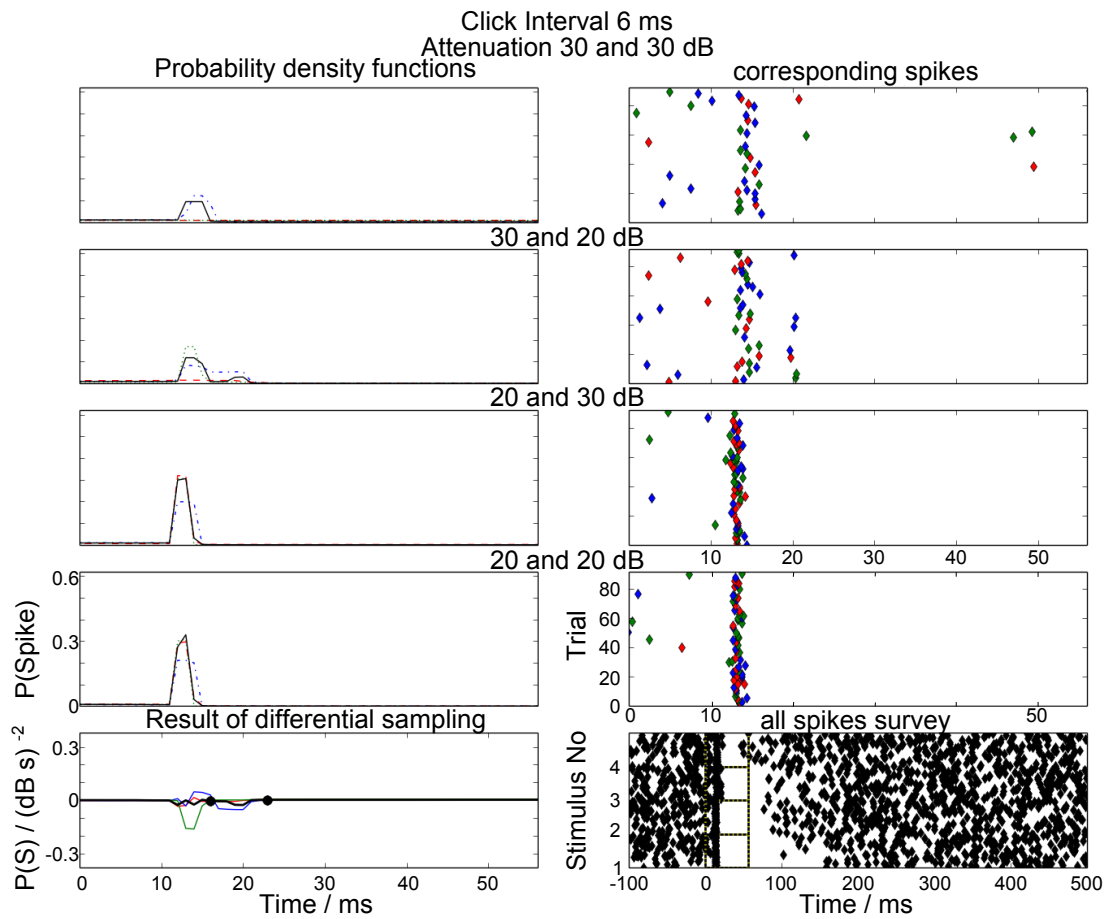 Click Interval 6 ms
Attenuation 30 and 30 dB
Probability density functions
corresponding spikes
30 and 20 dB
20 and 30 dB
10 20 30 40 50
20 and 20 dB
P(Spike)
0.6
0.3
0
Trial
80
60
40
20
0
0 10 20 30 40 50
Result of differential sampling
all spikes survey
P(S) / (dB s)⁻²
0.3
0
-0.3
0 10 20 30 40 50
Time / ms
Stimulus No
4
3
2
1
-100 0 100 200 300 400 500
Time / ms